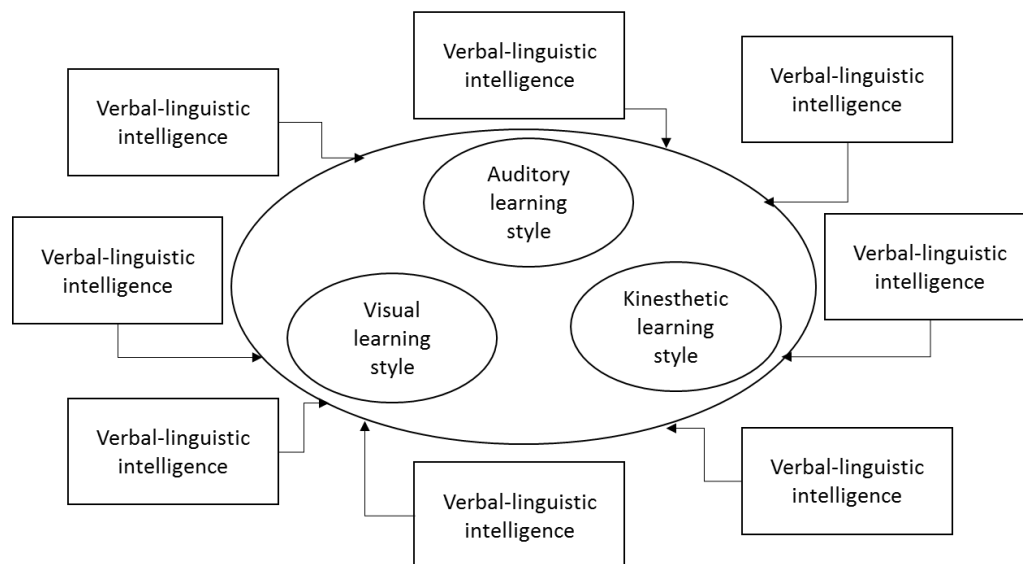 Verbal-linguistic
intelligence
Verbal-linguistic
intelligence
Verbal-linguistic
intelligence
Auditory
learning
style
Verbal-linguistic
intelligence
Verbal-linguistic
intelligence
Visual
learning
style
Kinesthetic
learning
style
Verbal-linguistic
intelligence
Verbal-linguistic
intelligence
Verbal-linguistic
intelligence